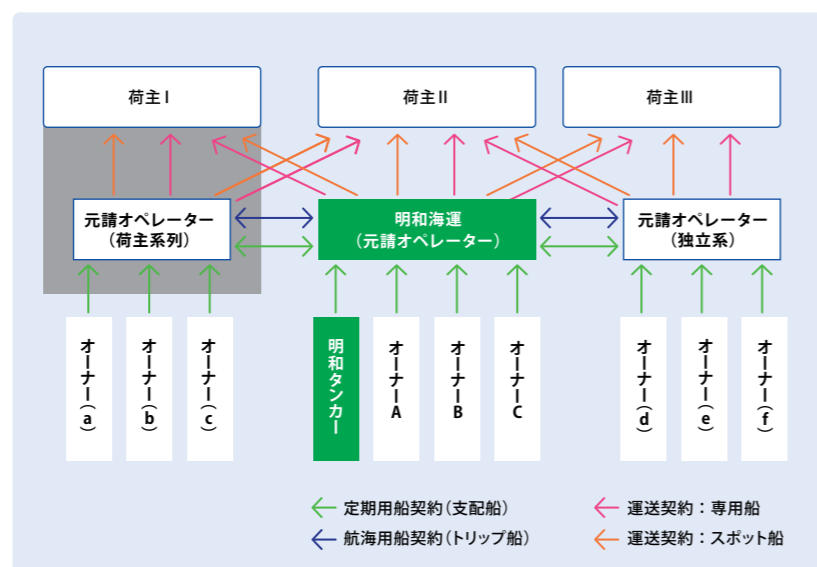 荷主Ⅰ
荷主Ⅱ
荷主Ⅲ
元請オペレーター
（荷主系列）
明和海運
（元請オペレーター）
元請オペレーター
（独立系）
オーナー（a）
オーナー（b）
オーナー（c）
明和タンカー
オーナーA
オーナーB
オーナーC
オーナー（d）
オーナー（e）
オーナー（f）
定期用船契約（支配船）
運送契約：専用船
航海用船契約（トリップ船）
運送契約：スポット船